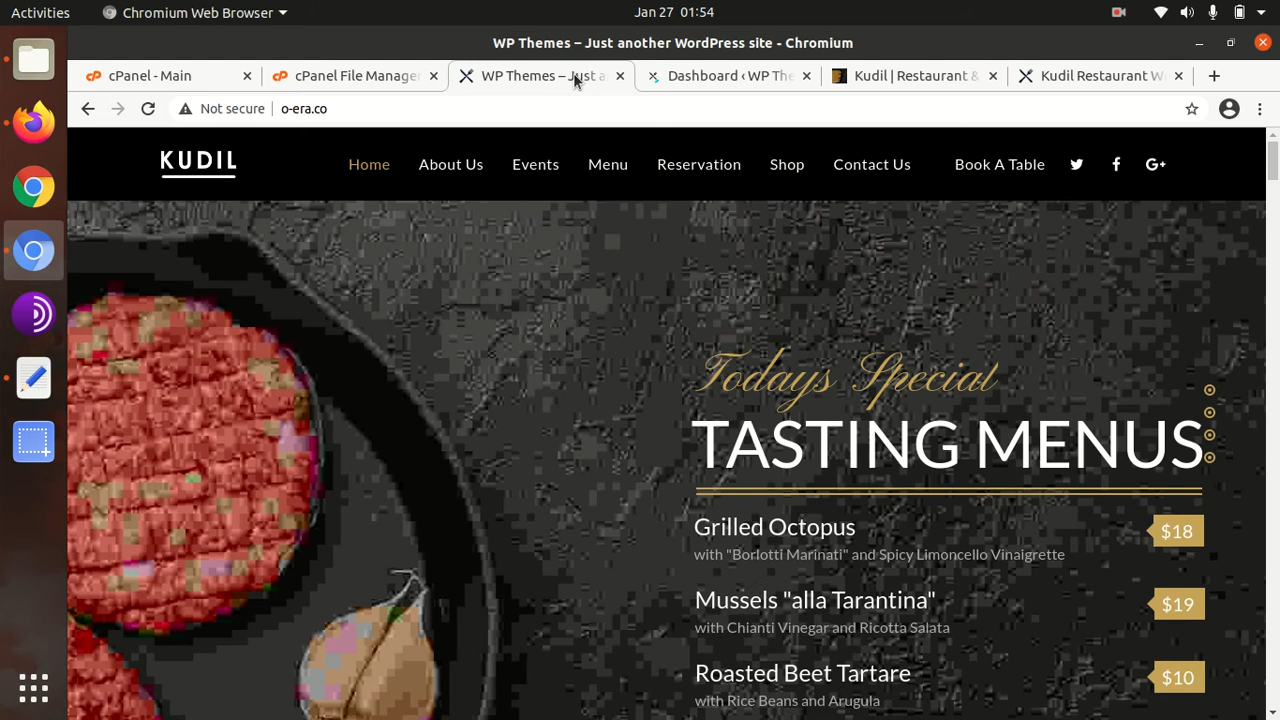 Activities
Chromium Web Browser
Jan 27 01:54
WP Themes – Just another WordPress site - Chromium
cPanel - Main
cPanel File Manager
WP Themes – Just a
Dashboard ‹ WP The
Kudil | Restaurant &
Kudil Restaurant W
Not secure
o-era.co
KUDIL
Home
About Us
Events
Menu
Reservation
Shop
Contact Us
Book A Table
Todays Special
TASTING MENUS
Grilled Octopus
$18
with "Borlotti Marinati" and Spicy Limoncello Vinaigrette
Mussels "alla Tarantina"
$19
with Chianti Vinegar and Ricotta Salata
Roasted Beet Tartare
$10
with Rice Beans and Arugula